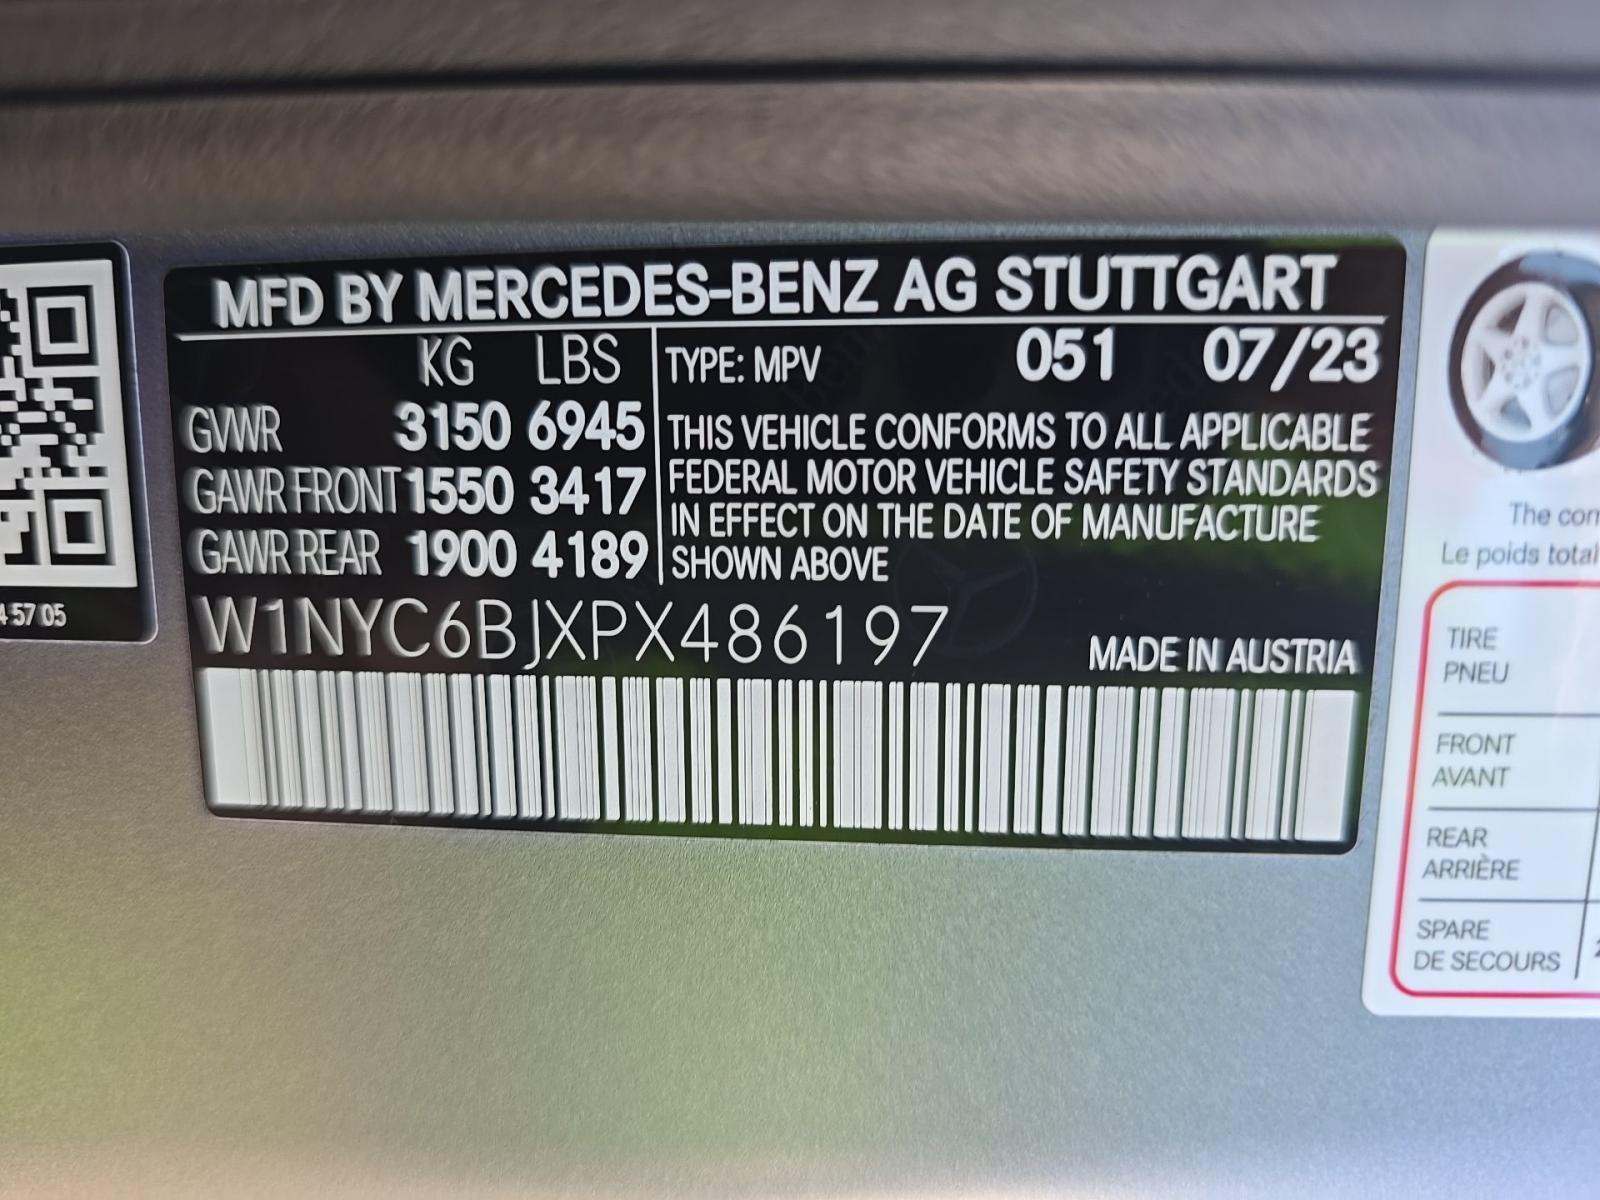 MFD BY MERCEDES-BENZ AG STUTTGART
KG LBS
GVWR 3150 6945
GAWR FRONT 1550 3417
GAWR REAR 1900 4189
TYPE: MPV 051 07/23
THIS VEHICLE CONFORMS TO ALL APPLICABLE
FEDERAL MOTOR VEHICLE SAFETY STANDARDS
IN EFFECT ON THE DATE OF MANUFACTURE
SHOWN ABOVE
W1NYC6BJXPX486197
MADE IN AUSTRIA
57 05
The
Le poids total
TIRE
PNEU
FRONT
AVANT
REAR
ARRIÈRE
SPARE
DE SECOURS